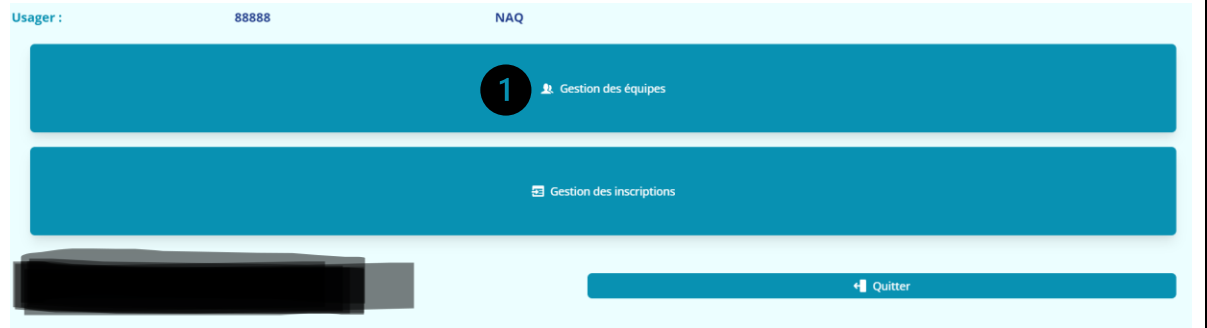 Usager : 88888 NAQ
1 Gestion des équipes
Gestion des inscriptions
Quitter